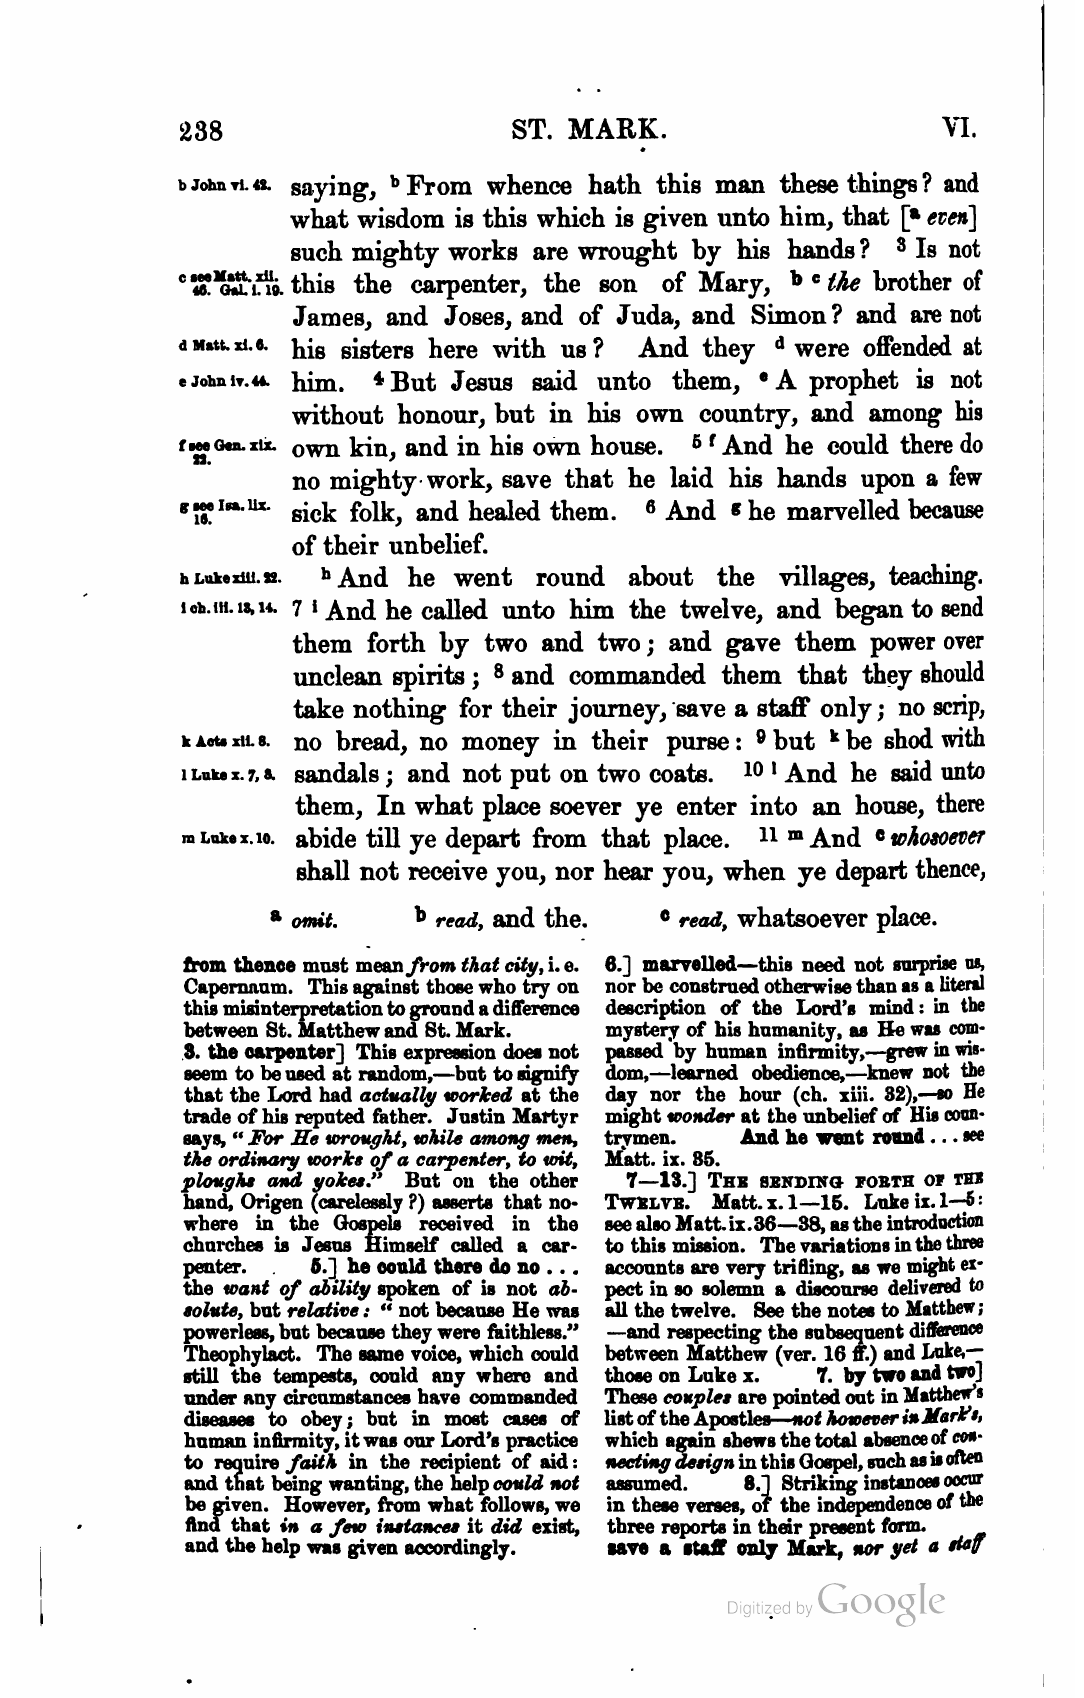 238 ST. MARK. VI.
b John vi. 42. saying, b From whence hath this man these things? and
what wisdom is this which is given unto him, that [a even]
such mighty works are wrought by his hands? 3 Is not
c see Matt. xii. 46. Gal. i. 19. this the carpenter, the son of Mary, b c the brother of
James, and Joses, and of Juda, and Simon? and are not
d Matt. xi. 6. his sisters here with us? And they d were offended at
e John iv. 44. him. 4 But Jesus said unto them, e A prophet is not
without honour, but in his own country, and among his
f see Gen. xix. 22. own kin, and in his own house. 5 f And he could there do
no mighty work, save that he laid his hands upon a few
g see Isa. lix. 16. sick folk, and healed them. 6 And g he marvelled because
of their unbelief.
h Luke xiii. 22. h And he went round about the villages, teaching.
i ch. iii. 13, 14. 7 i And he called unto him the twelve, and began to send
them forth by two and two; and gave them power over
unclean spirits; 8 and commanded them that they should
take nothing for their journey, save a staff only; no scrip,
k Acts xii. 8. no bread, no money in their purse: 9 but k be shod with
l Luke x. 7, 8. sandals; and not put on two coats. 10 l And he said unto
them, In what place soever ye enter into an house, there
m Luke x. 10. abide till ye depart from that place. 11 m And c whosoever
shall not receive you, nor hear you, when ye depart thence,
a omit. b read, and the. c read, whatsoever place.
from thence must mean from that city, i. e.
Capernaum. This against those who try on
this misinterpretation to ground a difference
between St. Matthew and St. Mark.
3. the carpenter] This expression does not
seem to be used at random,—but to signify
that the Lord had actually worked at the
trade of his reputed father. Justin Martyr
says, "For He wrought, while among men,
the ordinary works of a carpenter, to wit,
ploughs and yokes." But on the other
hand, Origen (carelessly?) asserts that no-
where in the Gospels received in the
churches is Jesus Himself called a car-
penter. 5.] he could there do no . . .
the want of ability spoken of is not ab-
solute, but relative: "not because He was
powerless, but because they were faithless."
Theophylact. The same voice, which could
still the tempests, could any where and
under any circumstances have commanded
diseases to obey; but in most cases of
human infirmity, it was our Lord's practice
to require faith in the recipient of aid:
and that being wanting, the help could not
be given. However, from what follows, we
find that in a few instances it did exist,
and the help was given accordingly.
6.] marvelled—this need not surprise us,
nor be construed otherwise than as a literal
description of the Lord's mind: in the
mystery of his humanity, as He was com-
passed by human infirmity,—grew in wis-
dom,—learned obedience,—knew not the
day nor the hour (ch. xiii. 32),—so He
might wonder at the unbelief of His coun-
trymen. And he went round . . . see
Matt. ix. 35.
7—13.] THE SENDING FORTH OF THE
TWELVE. Matt. x. 1—15. Luke ix. 1—5:
see also Matt. ix. 36—38, as the introduction
to this mission. The variations in the three
accounts are very trifling, as we might ex-
pect in so solemn a discourse delivered to
all the twelve. See the notes to Matthew;
—and respecting the subsequent difference
between Matthew (ver. 16 ff.) and Luke,—
those on Luke x. 7. by two and two]
These couples are pointed out in Matthew's
list of the Apostles—not however in Mark's,
which again shews the total absence of con-
necting design in this Gospel, such as is often
assumed. 8.] Striking instances occur
in these verses, of the independence of the
three reports in their present form.
save a staff only Mark, nor yet a staff
Digitized by Google